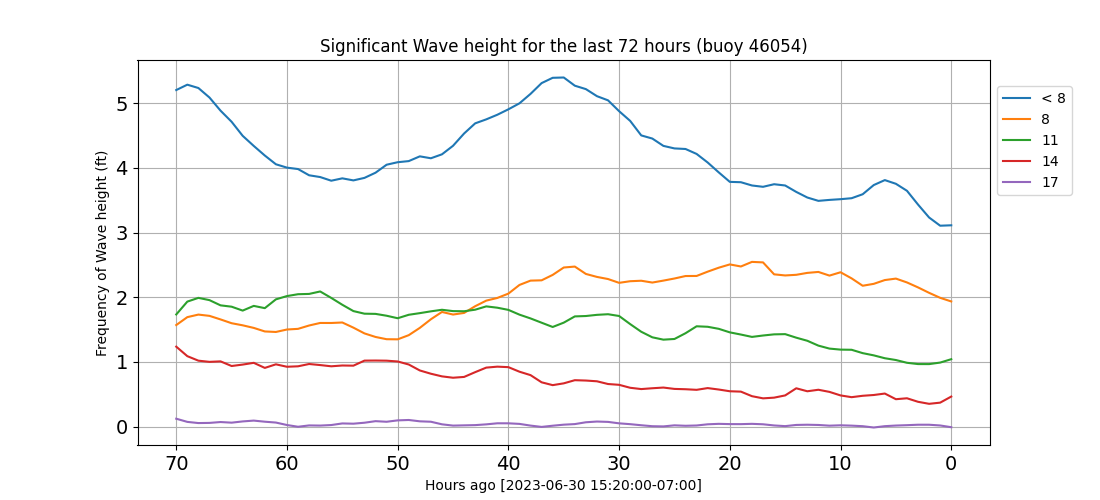 Significant Wave height for the last 72 hours (buoy 46054)
Frequency of Wave height (ft)
5
4
3
2
1
0
70 60 50 40 30 20 10 0
Hours ago [2023-06-30 15:20:00-07:00]
< 8
8
11
14
17